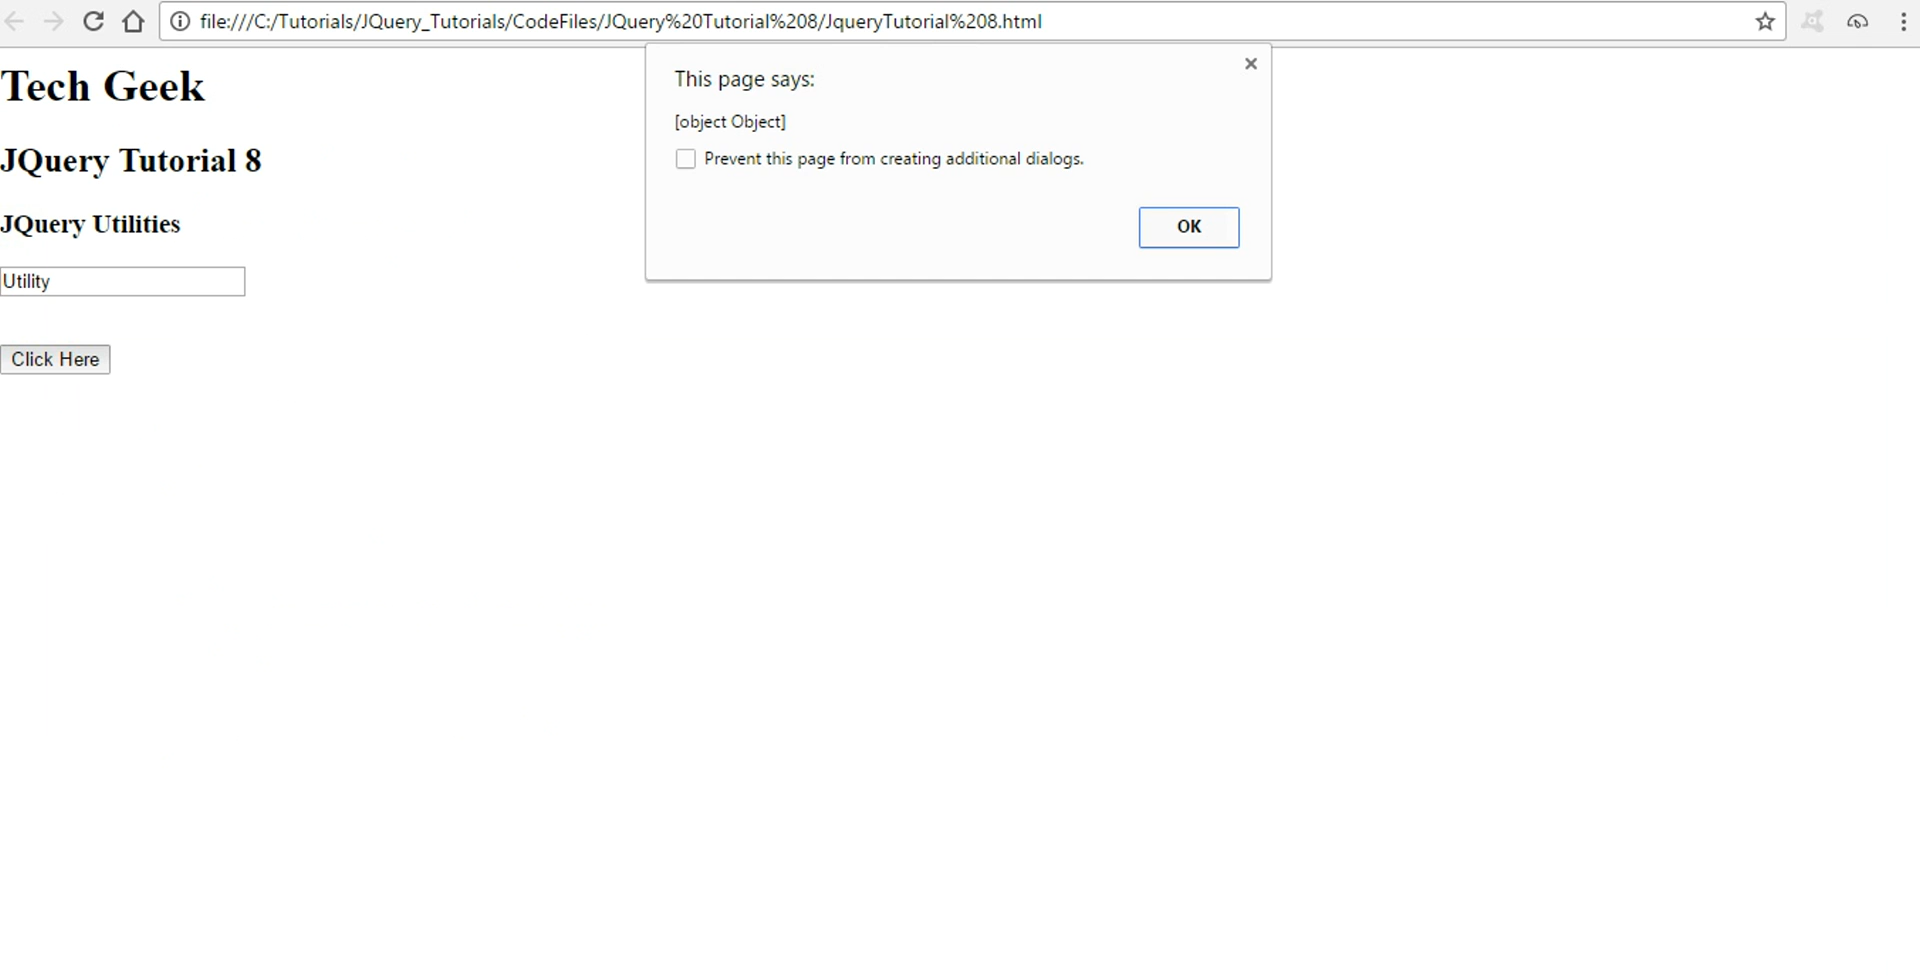 file:///C:/Tutorials/JQuery_Tutorials/CodeFiles/JQuery%20Tutorial%208/JqueryTutorial%208.html
This page says:
[object Object]
Prevent this page from creating additional dialogs.
OK
Tech Geek
JQuery Tutorial 8
JQuery Utilities
Utility
Click Here